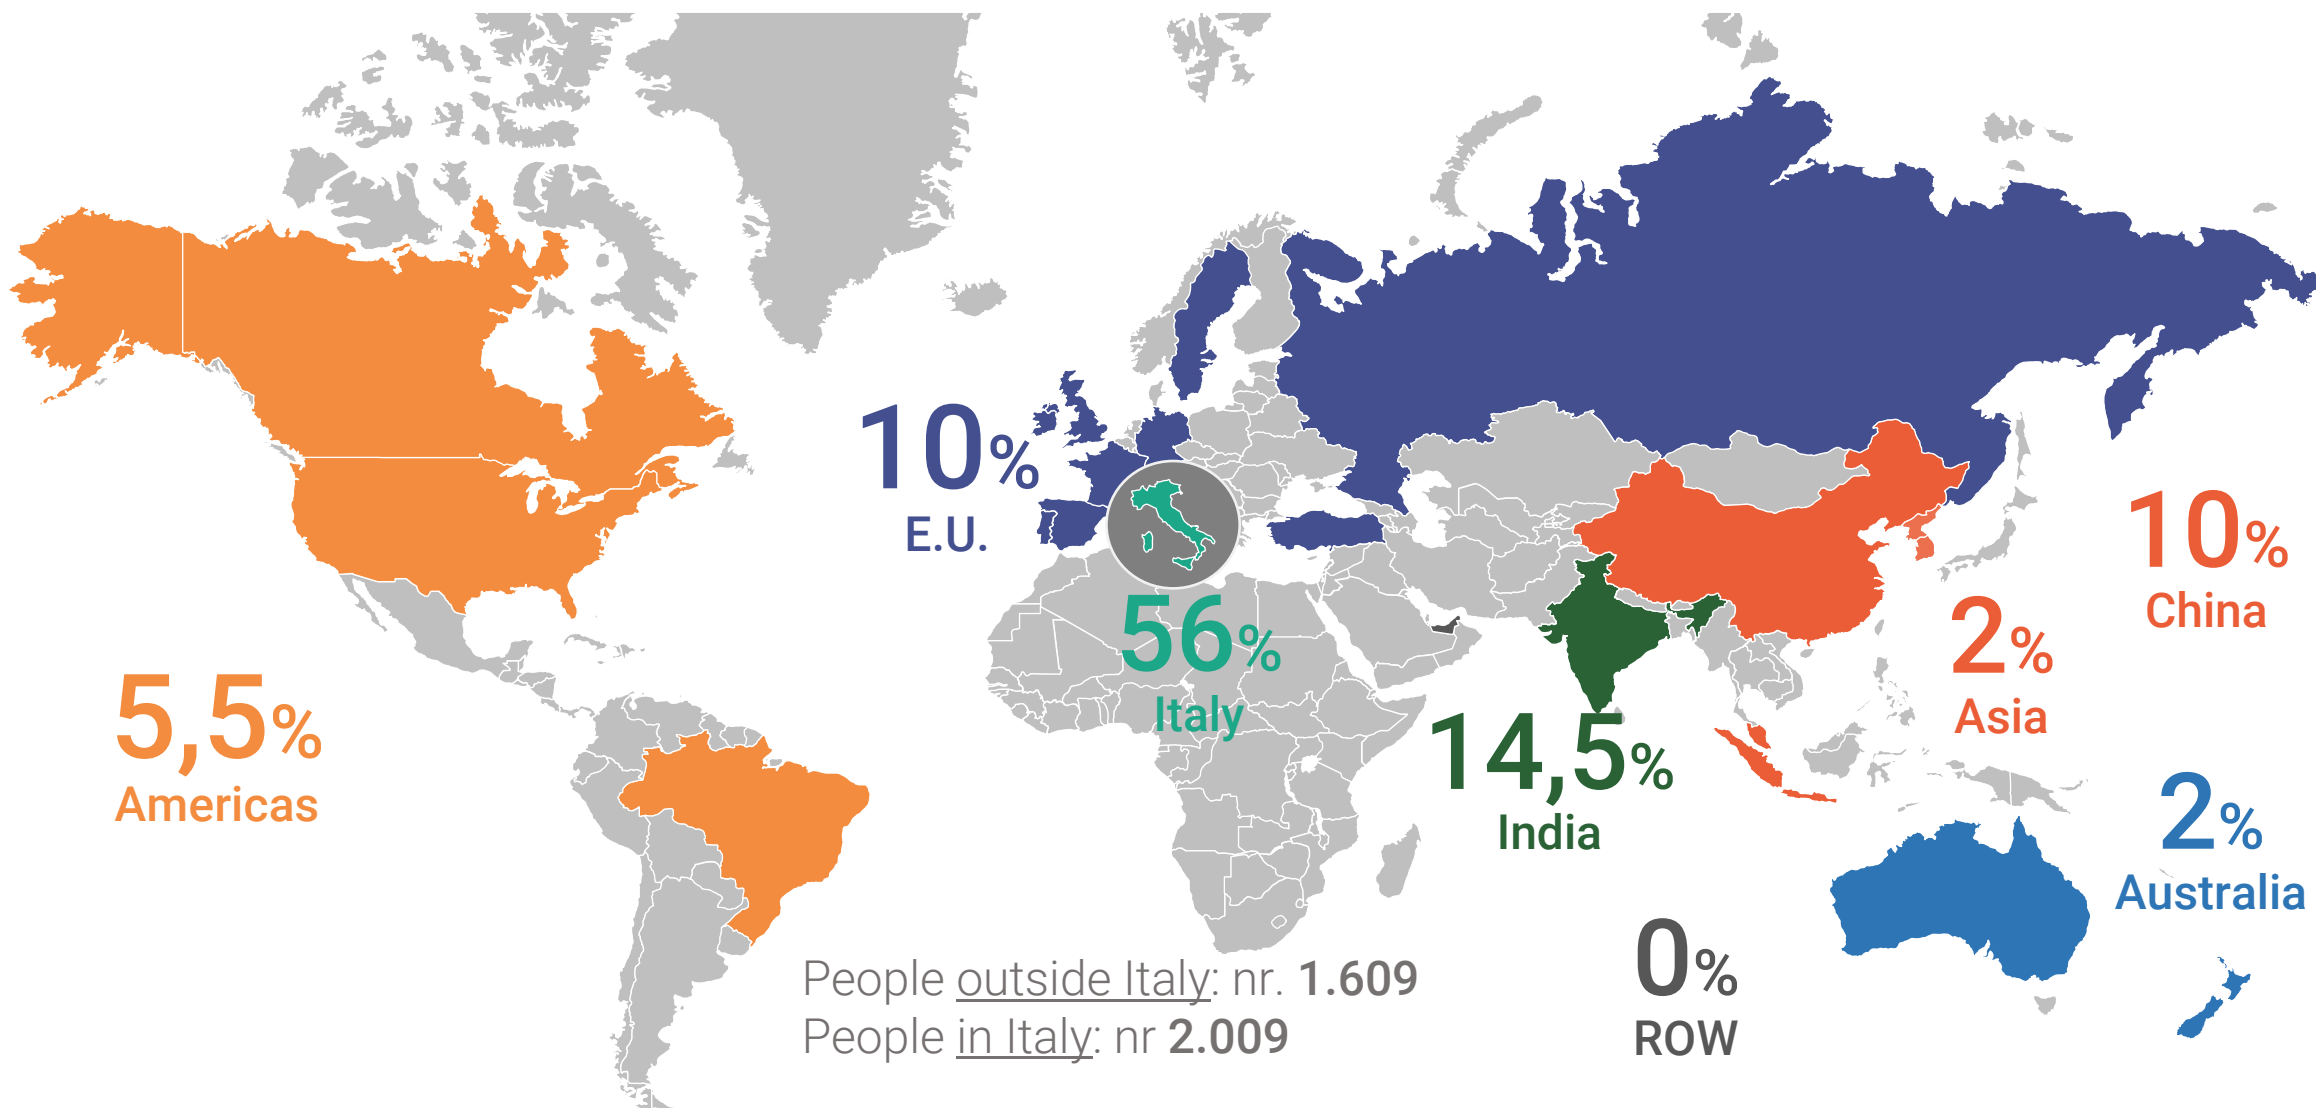 10%
E.U.
10%
China
56%
Italy
2%
Asia
5,5%
Americas
14,5%
India
2%
Australia
0%
ROW
People outside Italy: nr. 1.609
People in Italy: nr 2.009